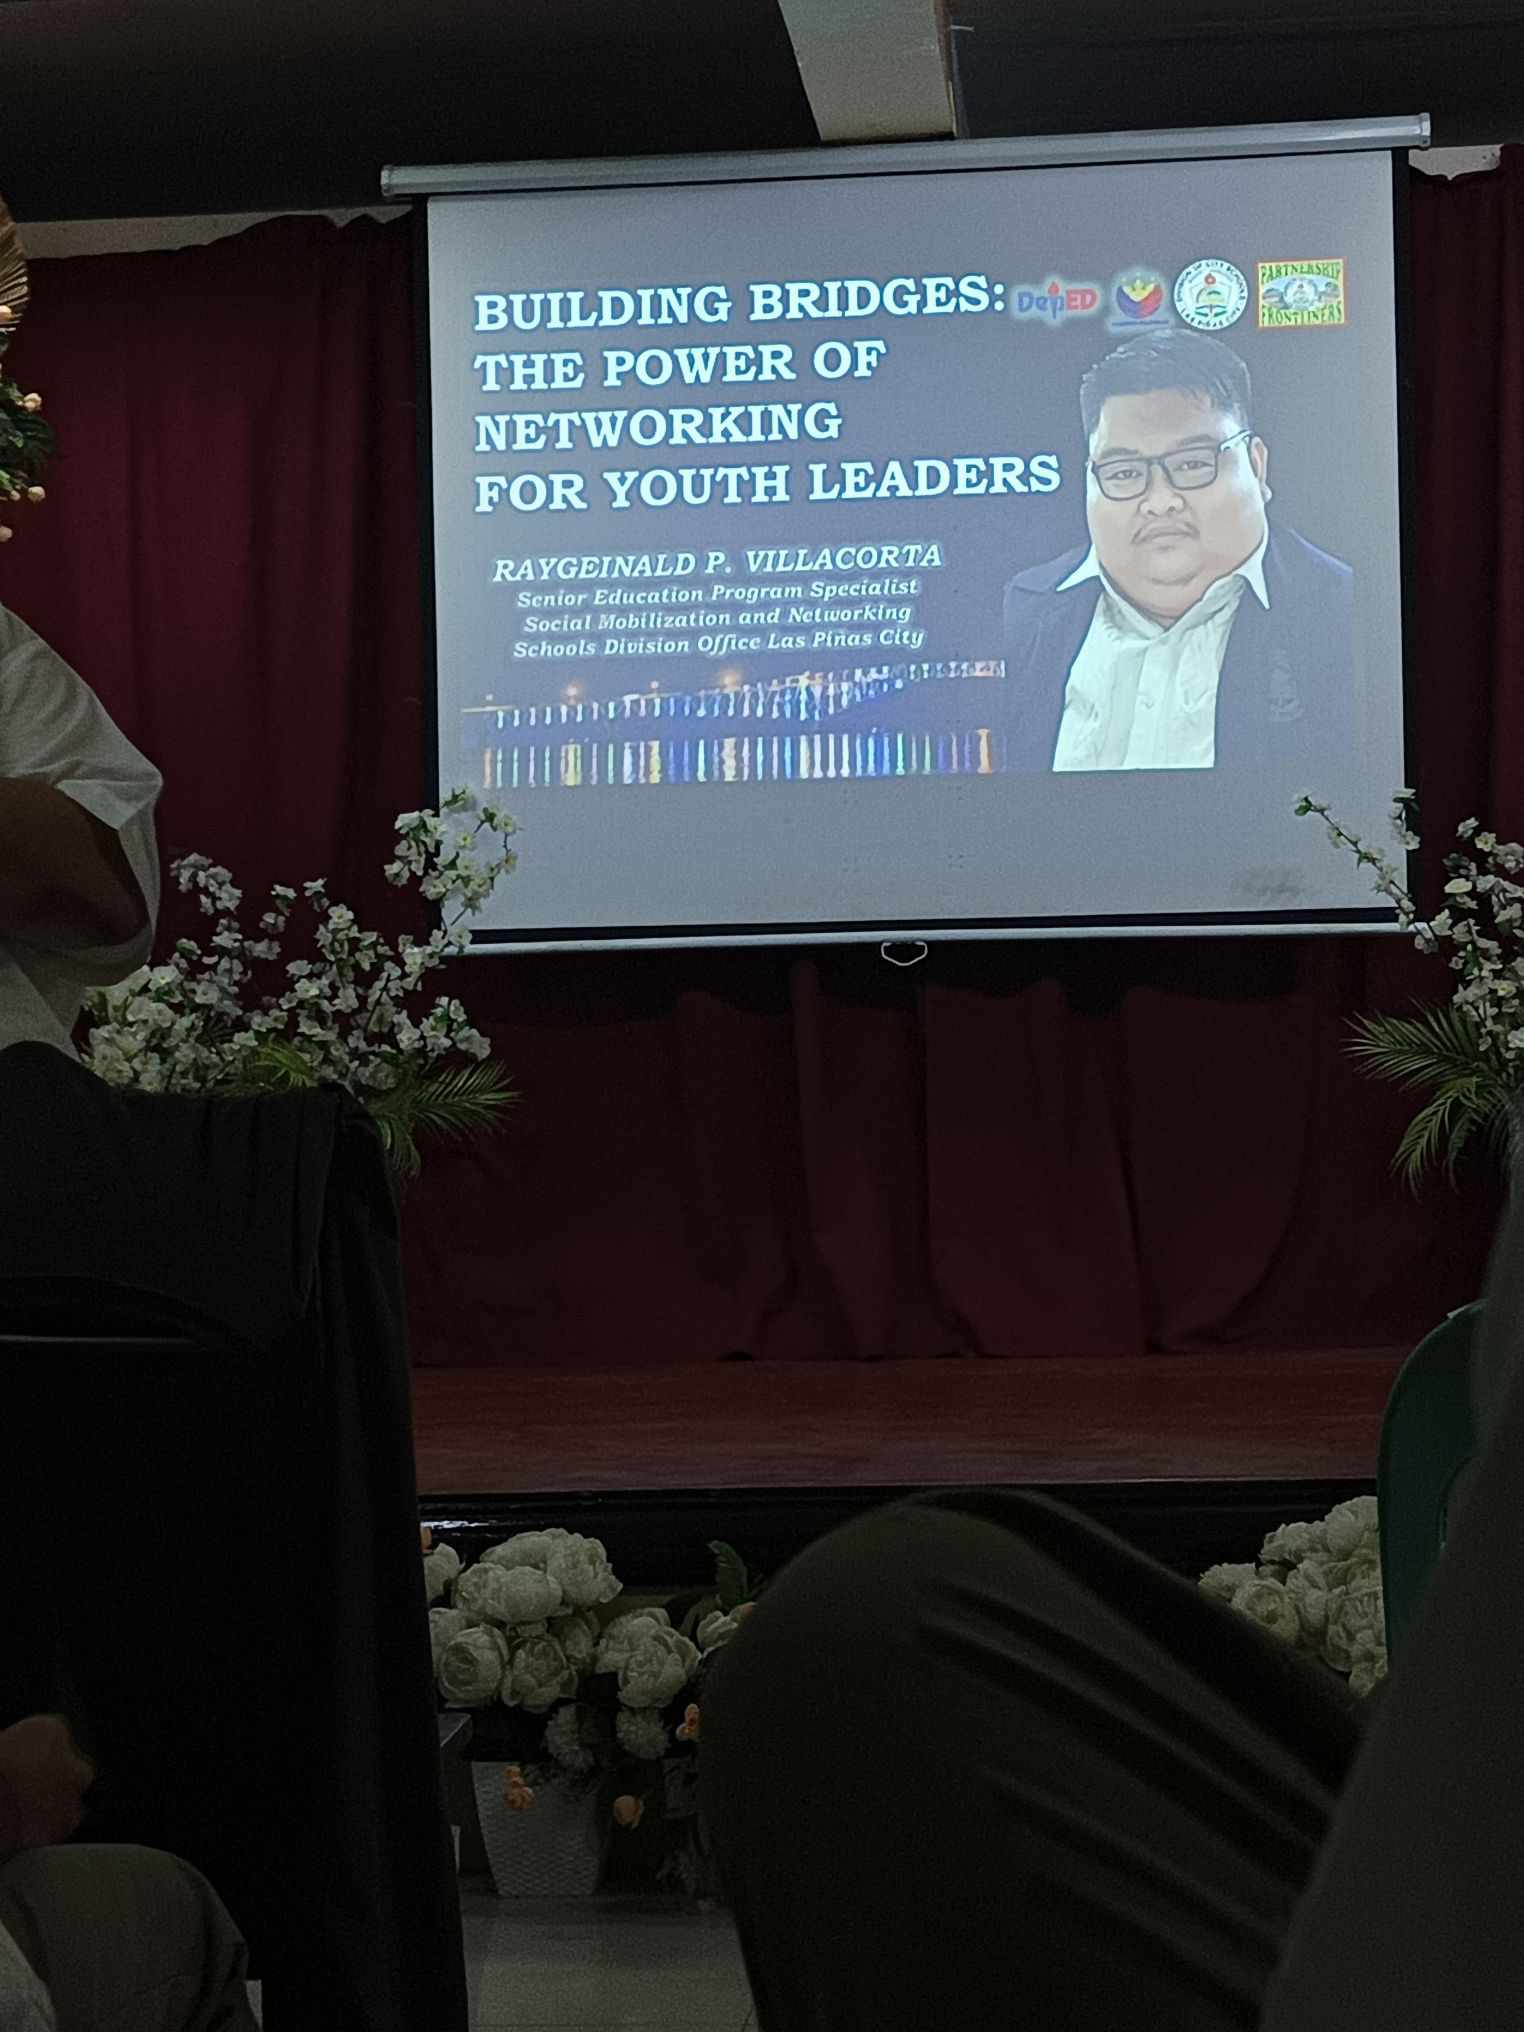 BUILDING BRIDGES:
THE POWER OF
NETWORKING
FOR YOUTH LEADERS
DepED
PARTNERSHIP
FRONTLINERS
RAYGEINALD P. VILLACORTA
Senior Education Program Specialist
Social Mobilization and Networking
Schools Division Office Las Piñas City